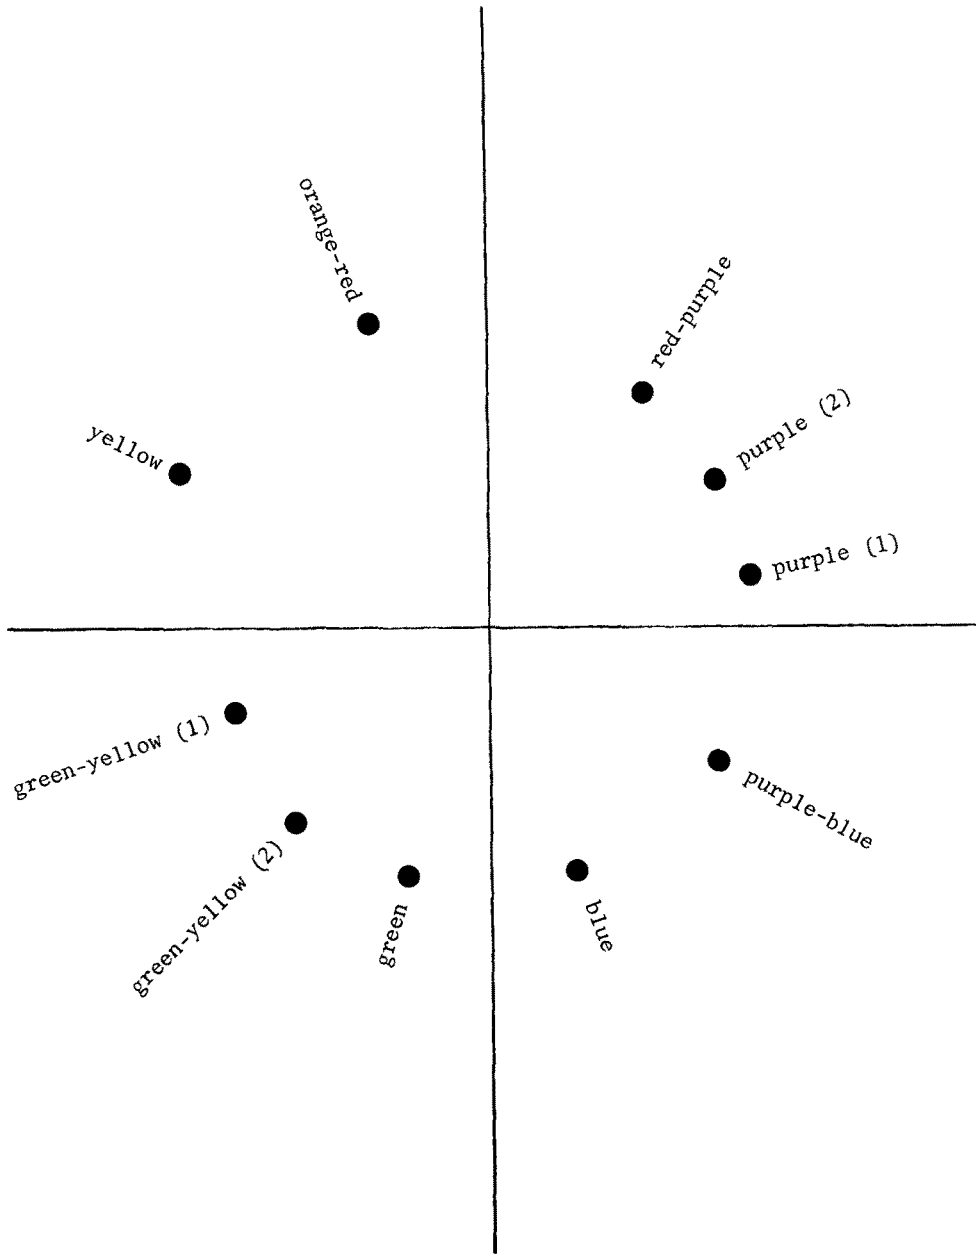 orange-red
red-purple
yellow
purple (2)
purple (1)
green-yellow (1)
purple-blue
green-yellow (2)
green
blue